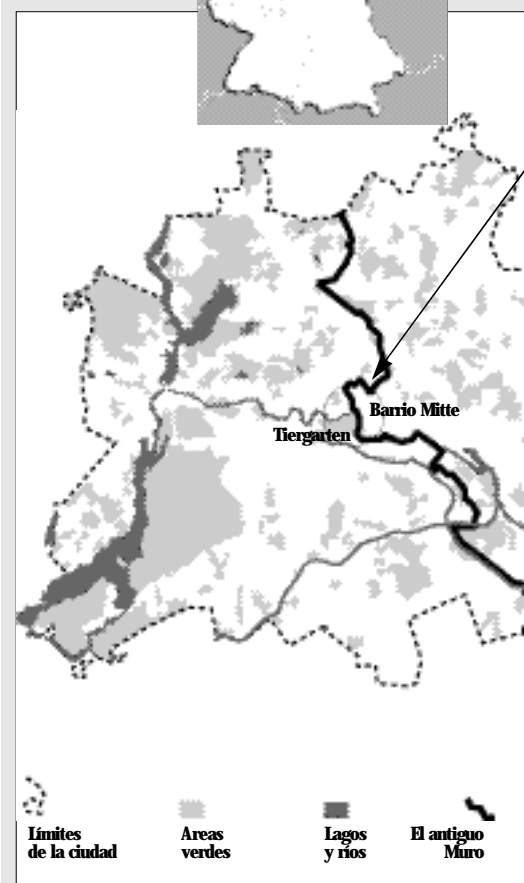 Barrio Mitte
Tiergarten
Límites
de la ciudad
Areas
verdes
Lagos
y ríos
El antiguo
Muro